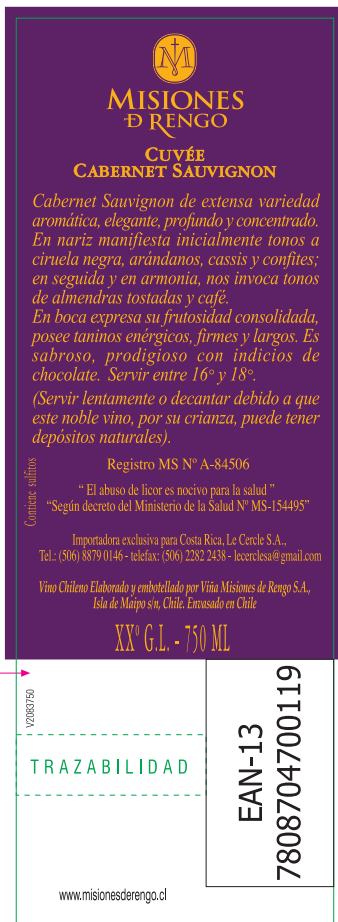 M
MISIONES
D RENGO
CUVÉE
CABERNET SAUVIGNON
Cabernet Sauvignon de extensa variedad
aromática, elegante, profundo y concentrado.
En nariz manifiesta inicialmente tonos a
ciruela negra, arándanos, cassis y confites;
en seguida y en armonia, nos invoca tonos
de almendras tostadas y café.
En boca expresa su frutosidad consolidada,
posee taninos enérgicos, firmes y largos. Es
sabroso, prodigioso con indicios de
chocolate. Servir entre 16° y 18°.
(Servir lentamente o decantar debido a que
este noble vino, por su crianza, puede tener
depósitos naturales).
Contiene sulfitos
Registro MS Nº A-84506
“ El abuso de licor es nocivo para la salud ”
“Según decreto del Ministerio de la Salud Nº MS-154495”
Importadora exclusiva para Costa Rica, Le Cercle S.A.,
Tel.: (506) 8879 0146 - telefax: (506) 2282 2438 - lecerclesa@gmail.com
Vino Chileno Elaborado y embotellado por Viña Misiones de Rengo S.A.,
Isla de Maipo s/n, Chile. Envasado en Chile
XXº G.L. - 750 ML
V2083750
TRAZABILIDAD
EAN-13
7808704700119
www.misionesderengo.cl